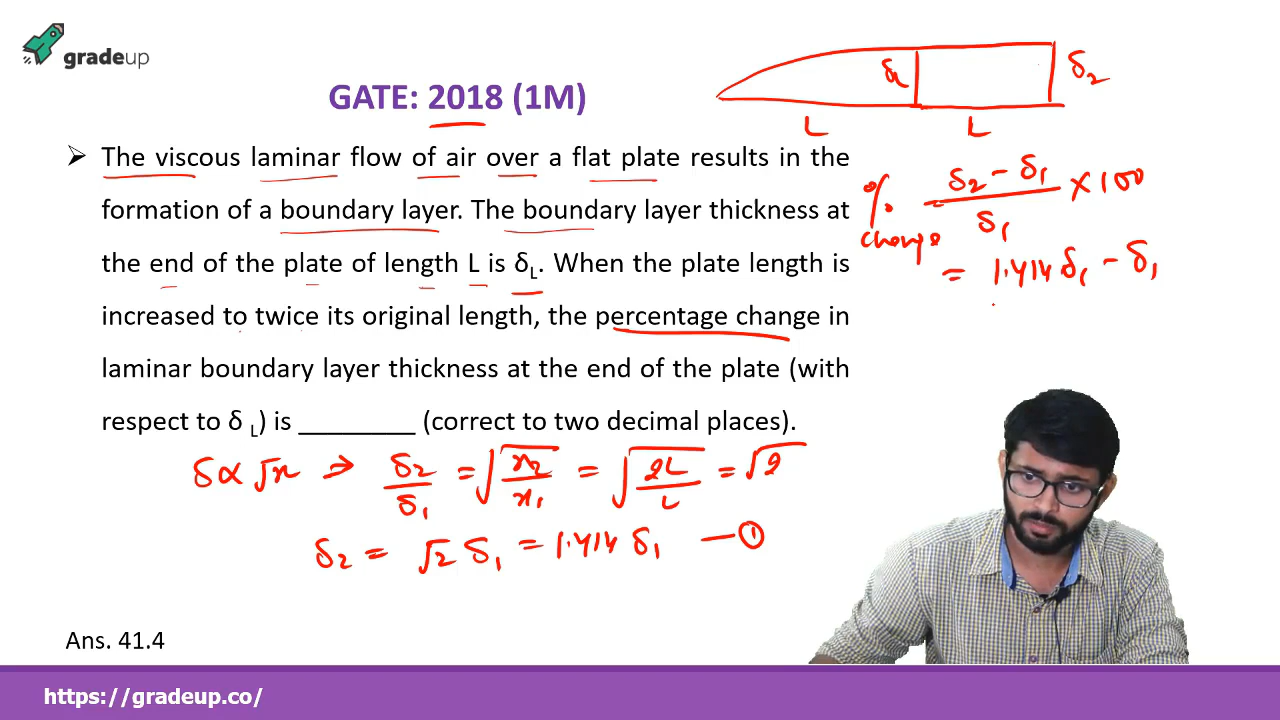 gradeup
GATE: 2018 (1M)
➢ The viscous laminar flow of air over a flat plate results in the
formation of a boundary layer. The boundary layer thickness at
the end of the plate of length L is δL. When the plate length is
increased to twice its original length, the percentage change in
laminar boundary layer thickness at the end of the plate (with
respect to δ L) is ________ (correct to two decimal places).
δ ∝ √x ⇒ δ2/δ1 = √(x2/x1) = √(2L/L) = √2
δ2 = √2 δ1 = 1.414 δ1 —①
Ans. 41.4
δ2
L L
% change = (δ2 − δ1)/δ1 × 100
= 1.414 δ1 − δ1
https://gradeup.co/